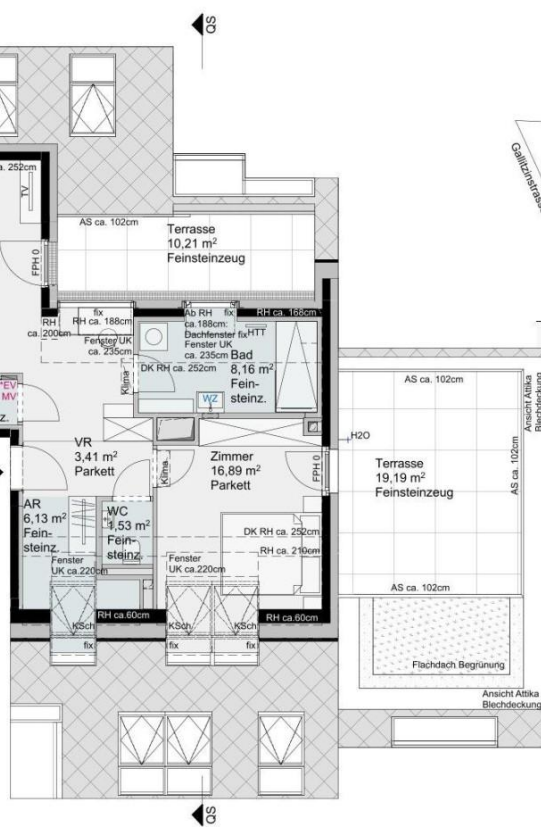 QS
a. 252cm
TV
FPH 0
AS ca. 102cm
Terrasse
10,21 m²
Feinsteinzeug
Gallitzinstrass
RH
ca. 200cm
fix
RH ca. 188cm
Fenster UK
ca. 235cm
Ab RH fix
ca.188cm:
Dachfenster fix
Fenster UK
ca. 235cm
RH ca. 168cm
HTT
DK RH ca. 252cm
Bad
8,16 m²
Fein-
steinz.
WZ
Klima
*EV
MV
z.
VR
3,41 m²
Parkett
Klima
Zimmer
16,89 m²
Parkett
FPH 0
H2O
AS ca. 102cm
Ansicht Attika
Blechdeckung
AS ca. 102cm
Terrasse
19,19 m²
Feinsteinzeug
AS ca. 102cm
AR
6,13 m²
Fein-
steinz.
WC
1,53 m²
Fein-
steinz.
DK RH ca. 252cm
RH ca. 210cm
Fenster
UK ca.220cm
Fenster
UK ca.220cm
RH ca.60cm
RH ca.60cm
KSch
KSch
KSch
fix
fix
fix
Flachdach Begrünung
Ansicht Attika
Blechdeckung
QS